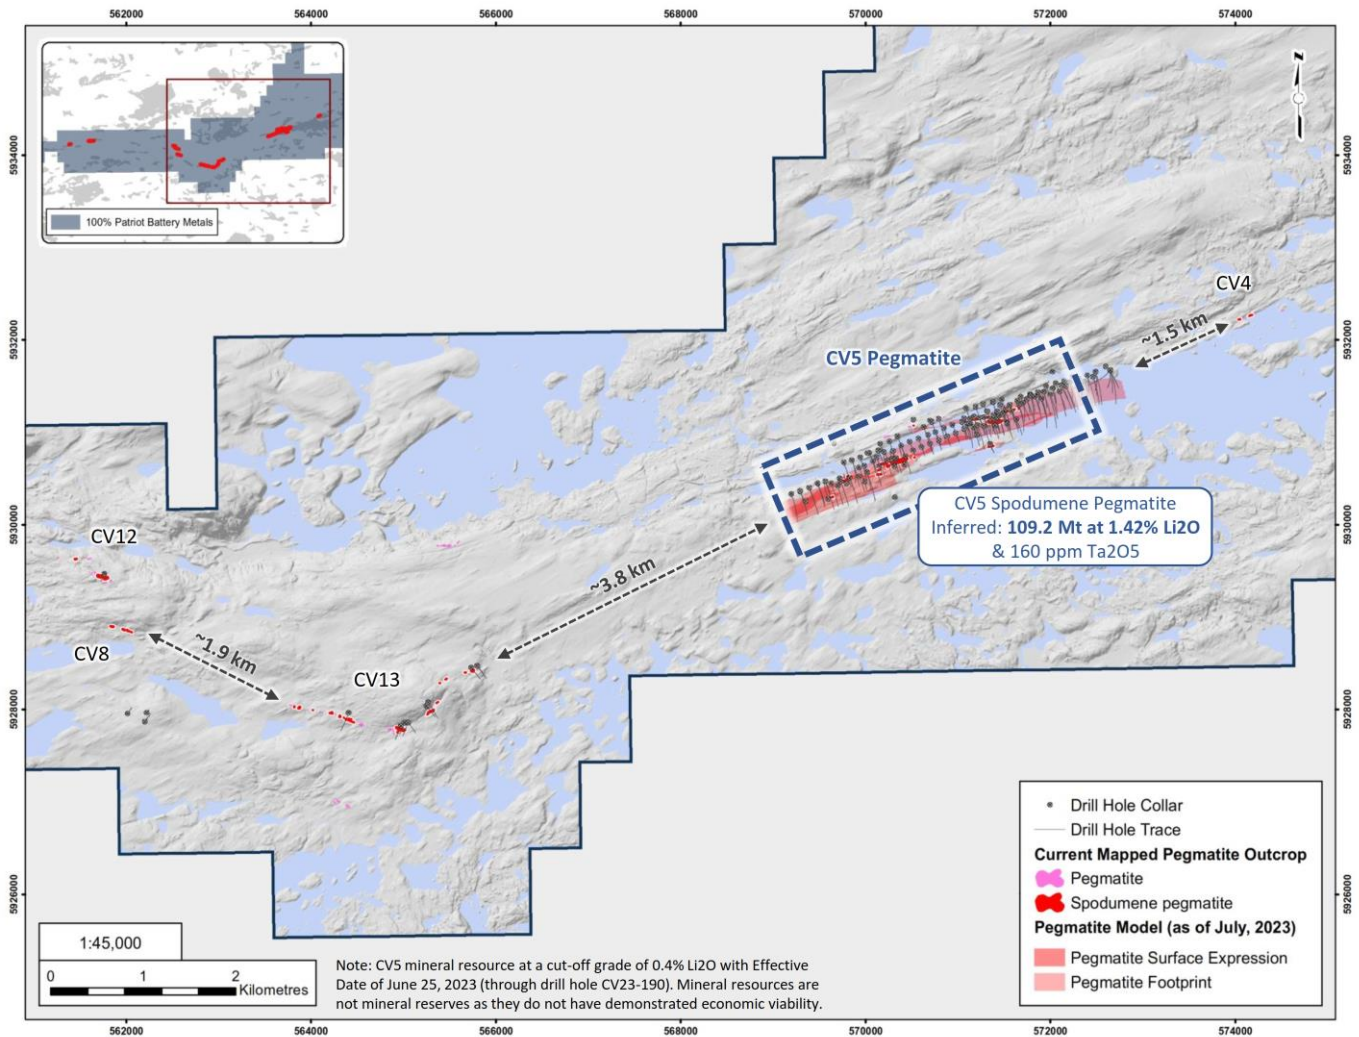 562000
564000
566000
568000
570000
572000
574000
5934000
5932000
5930000
5928000
5926000
100% Patriot Battery Metals
z
5934000
5932000
5930000
5928000
5926000
CV4
~1.5 km
CV5 Pegmatite
CV5 Spodumene Pegmatite
Inferred: 109.2 Mt at 1.42% Li2O
& 160 ppm Ta2O5
CV12
~3.8 km
CV8
~1.9 km
CV13
Drill Hole Collar
Drill Hole Trace
Current Mapped Pegmatite Outcrop
Pegmatite
Spodumene pegmatite
Pegmatite Model (as of July, 2023)
Pegmatite Surface Expression
Pegmatite Footprint
1:45,000
0 1 2
Kilometres
Note: CV5 mineral resource at a cut-off grade of 0.4% Li2O with Effective
Date of June 25, 2023 (through drill hole CV23-190). Mineral resources are
not mineral reserves as they do not have demonstrated economic viability.
562000
564000
566000
568000
570000
572000
574000